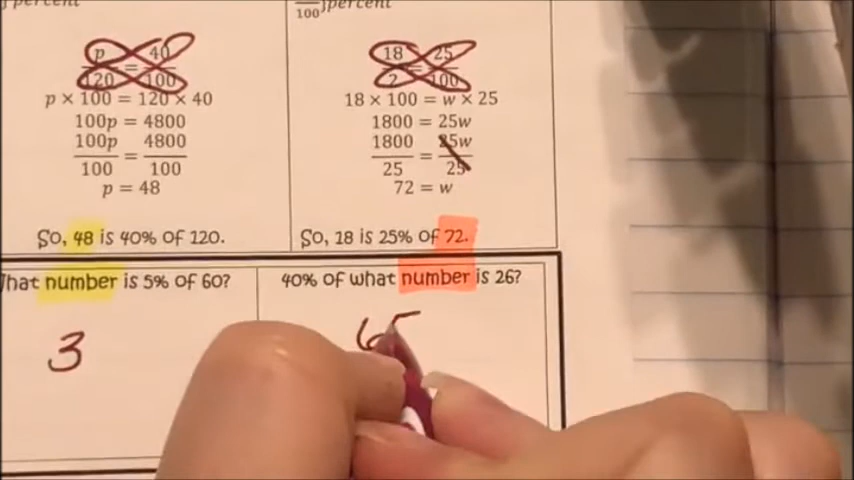 percent
100
percent
p/120 = 40/100
p × 100 = 120 × 40
100p = 4800
100p/100 = 4800/100
p = 48
So, 48 is 40% of 120.
18/? = 25/100
18 × 100 = w × 25
1800 = 25w
1800/25 = 25w/25
72 = w
So, 18 is 25% of 72.
What number is 5% of 60?
3
40% of what number is 26?
65